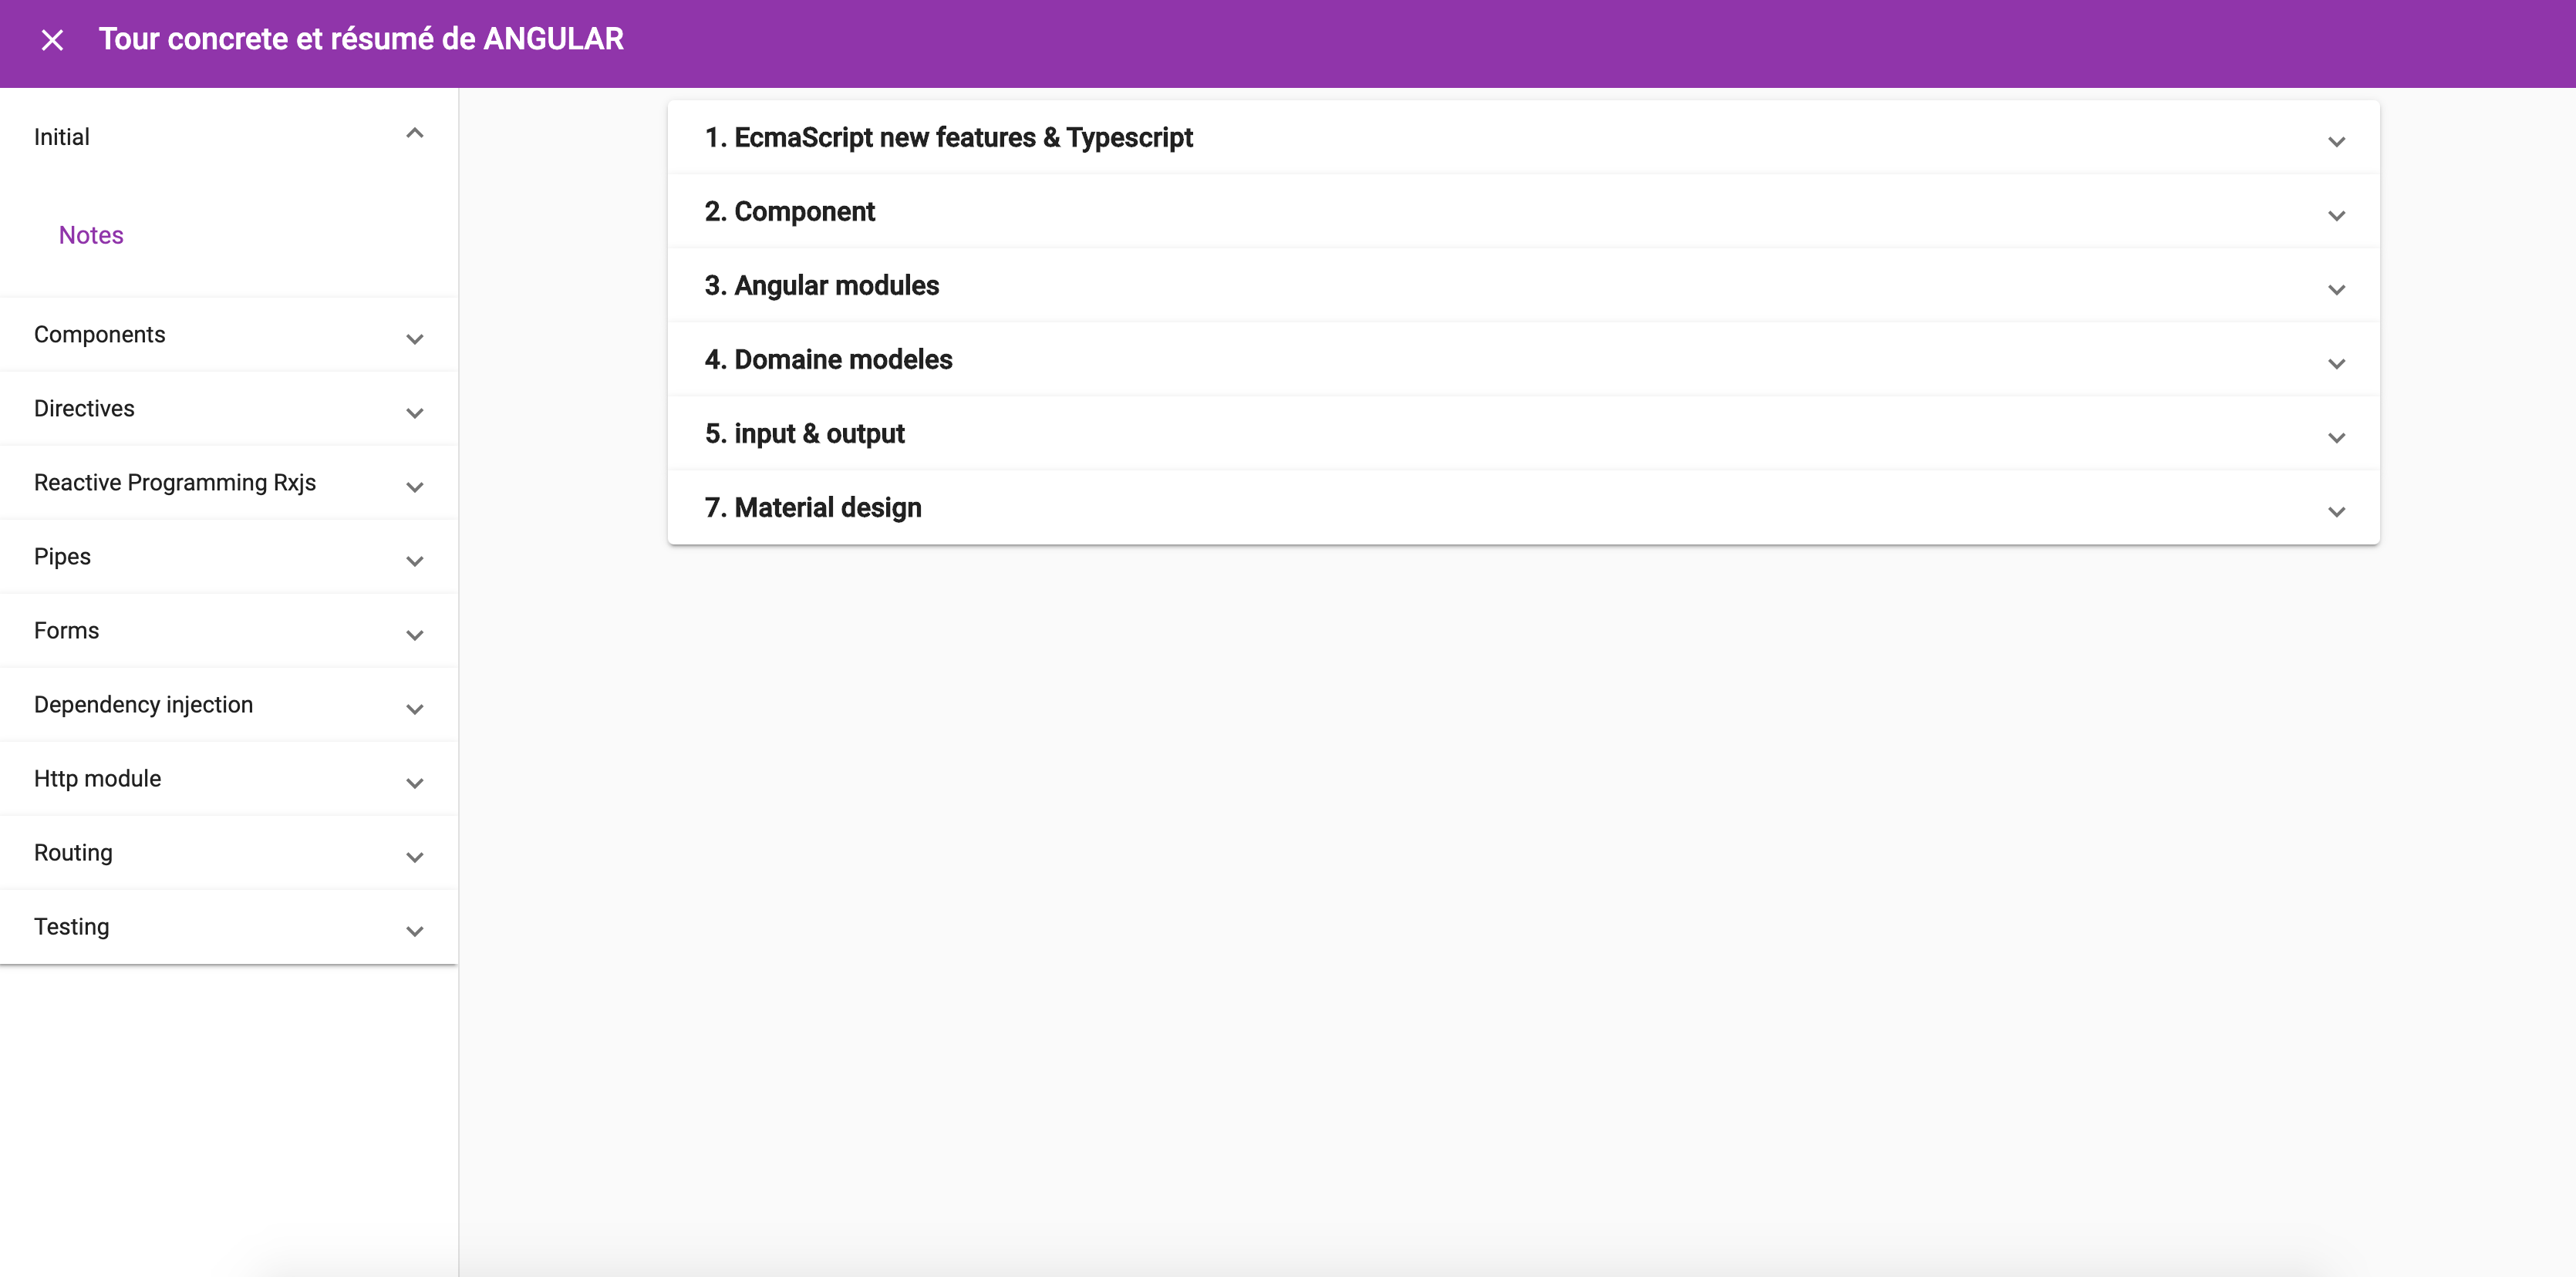 Tour concrete et résumé de ANGULAR
Initial
Notes
Components
Directives
Reactive Programming Rxjs
Pipes
Forms
Dependency injection
Http module
Routing
Testing
1. EcmaScript new features & Typescript
2. Component
3. Angular modules
4. Domaine modeles
5. input & output
7. Material design